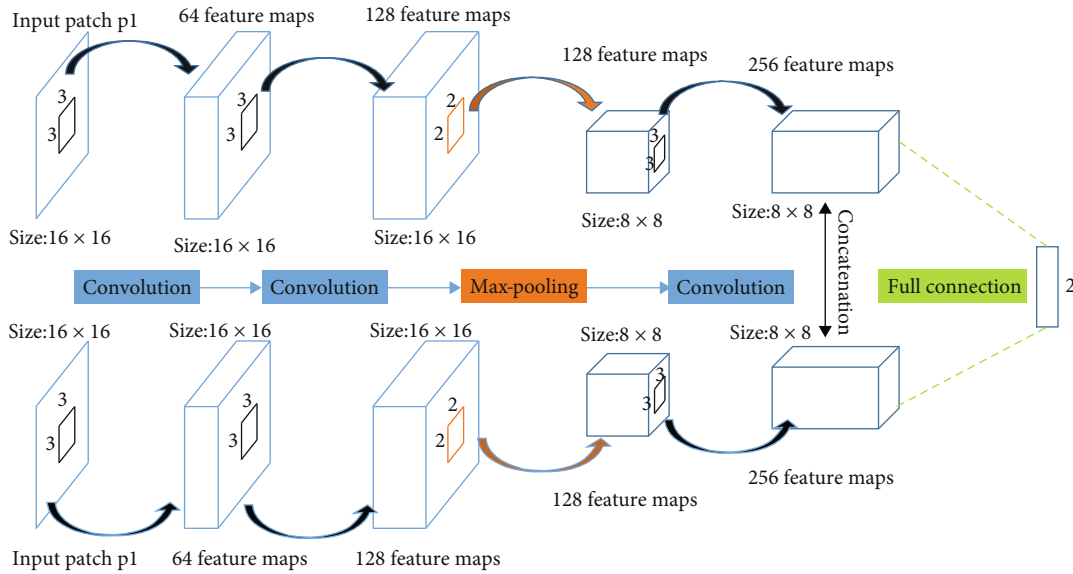 Input patch p1
64 feature maps
128 feature maps
128 feature maps
256 feature maps
3
3
3
3
2
2
3
3
Size:16 × 16
Size:16 × 16
Size:16 × 16
Size:8 × 8
Size:8 × 8
Concatenation
Convolution
Convolution
Max-pooling
Convolution
Full connection
2
Size:16 × 16
Size:16 × 16
Size:16 × 16
Size:8 × 8
Size:8 × 8
3
3
3
3
2
2
3
3
128 feature maps
256 feature maps
Input patch p1
64 feature maps
128 feature maps